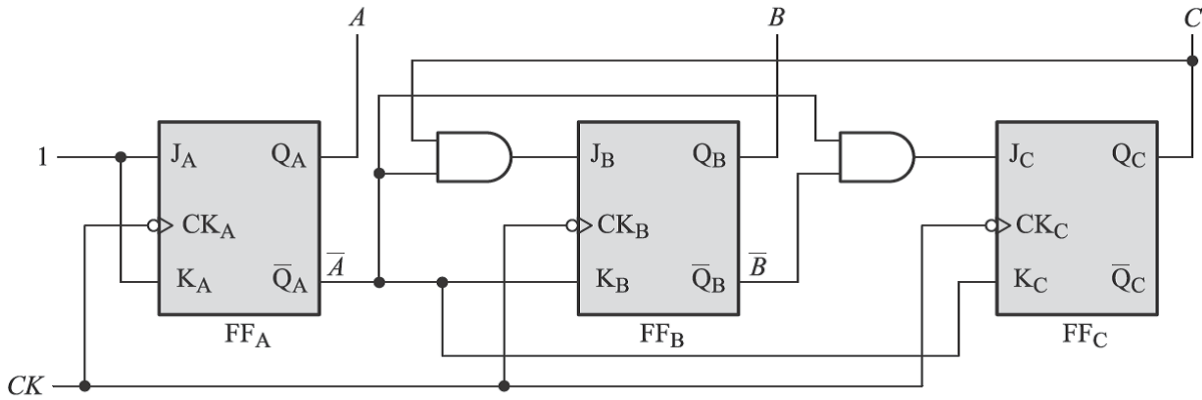 A
B
C
1
J_A
Q_A
CK_A
K_A
Q̅_A
A̅
FF_A
J_B
Q_B
CK_B
K_B
Q̅_B
B̅
FF_B
J_C
Q_C
CK_C
K_C
Q̅_C
FF_C
CK